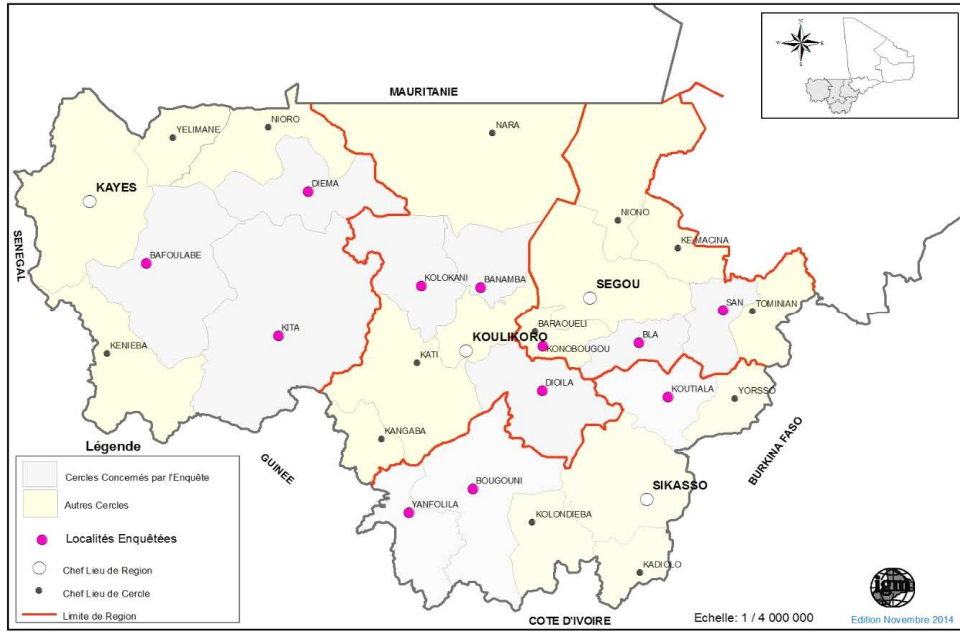 MAURITANIE
NARA
NIORO
YELIMANE
DIEMA
KAYES
NIONO
KE-MACINA
SENEGAL
BAFOULABE
KOLOKANI
BANAMBA
SEGOU
SAN
TOMINIAN
KITA
BARAOUELI
KOULIKORO
KONOBOUGOU
BLA
KENIEBA
KATI
DIOILA
KOUTIALA
YORSSO
KANGABA
GUINEE
BURKINA FASO
BOUGOUNI
SIKASSO
YANFOLILA
KOLONDIEBA
KADIOLO
COTE D'IVOIRE
Légende
Cercles Concernés par l'Enquête
Autres Cercles
Localités Enquêtées
Chef Lieu de Region
Chef Lieu de Cercle
Limite de Region
Echelle: 1 / 4 000 000
igm
Edition Novembre 2014